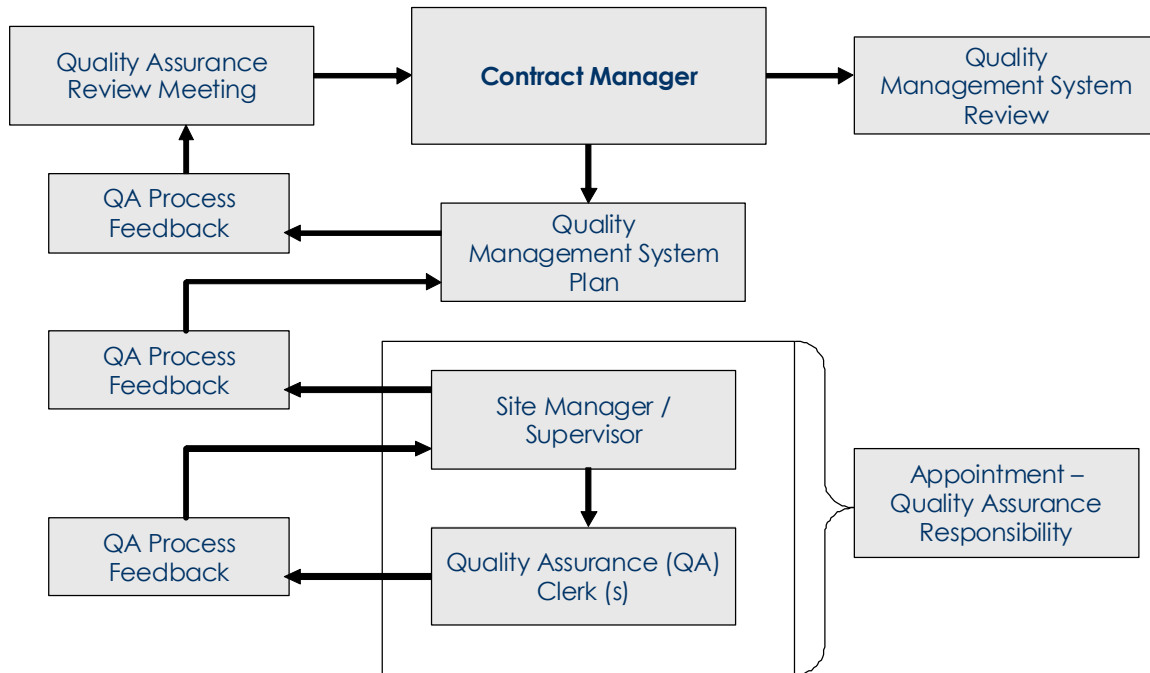 Quality Assurance
Review Meeting
Contract Manager
Quality
Management System
Review
QA Process
Feedback
Quality
Management System
Plan
QA Process
Feedback
Site Manager /
Supervisor
Appointment –
Quality Assurance
Responsibility
QA Process
Feedback
Quality Assurance (QA)
Clerk (s)